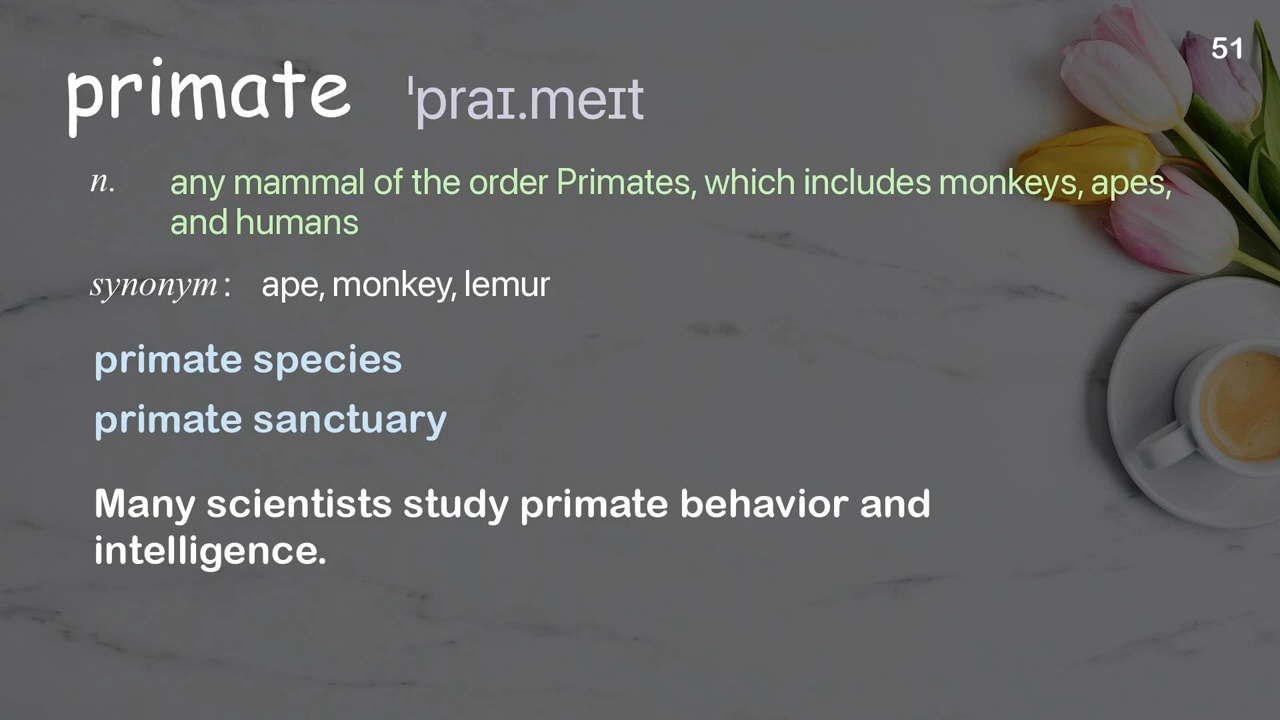 51
primate ˈpraɪ.meɪt
n. any mammal of the order Primates, which includes monkeys, apes,
and humans
synonym: ape, monkey, lemur
primate species
primate sanctuary
Many scientists study primate behavior and
intelligence.